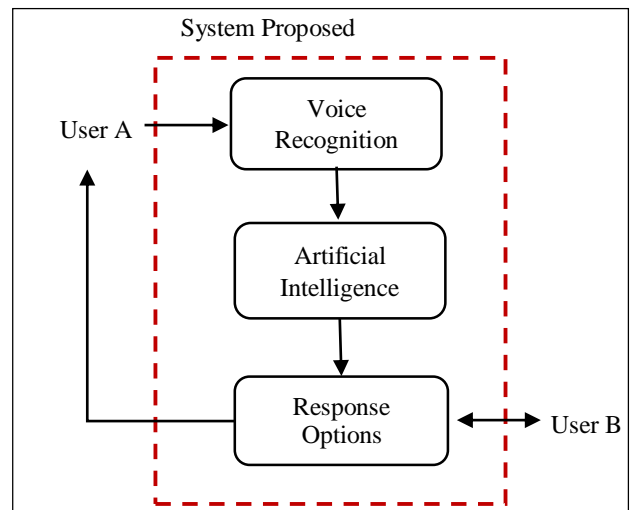 System Proposed
Voice
Recognition
User A
Artificial
Intelligence
Response
Options
User B